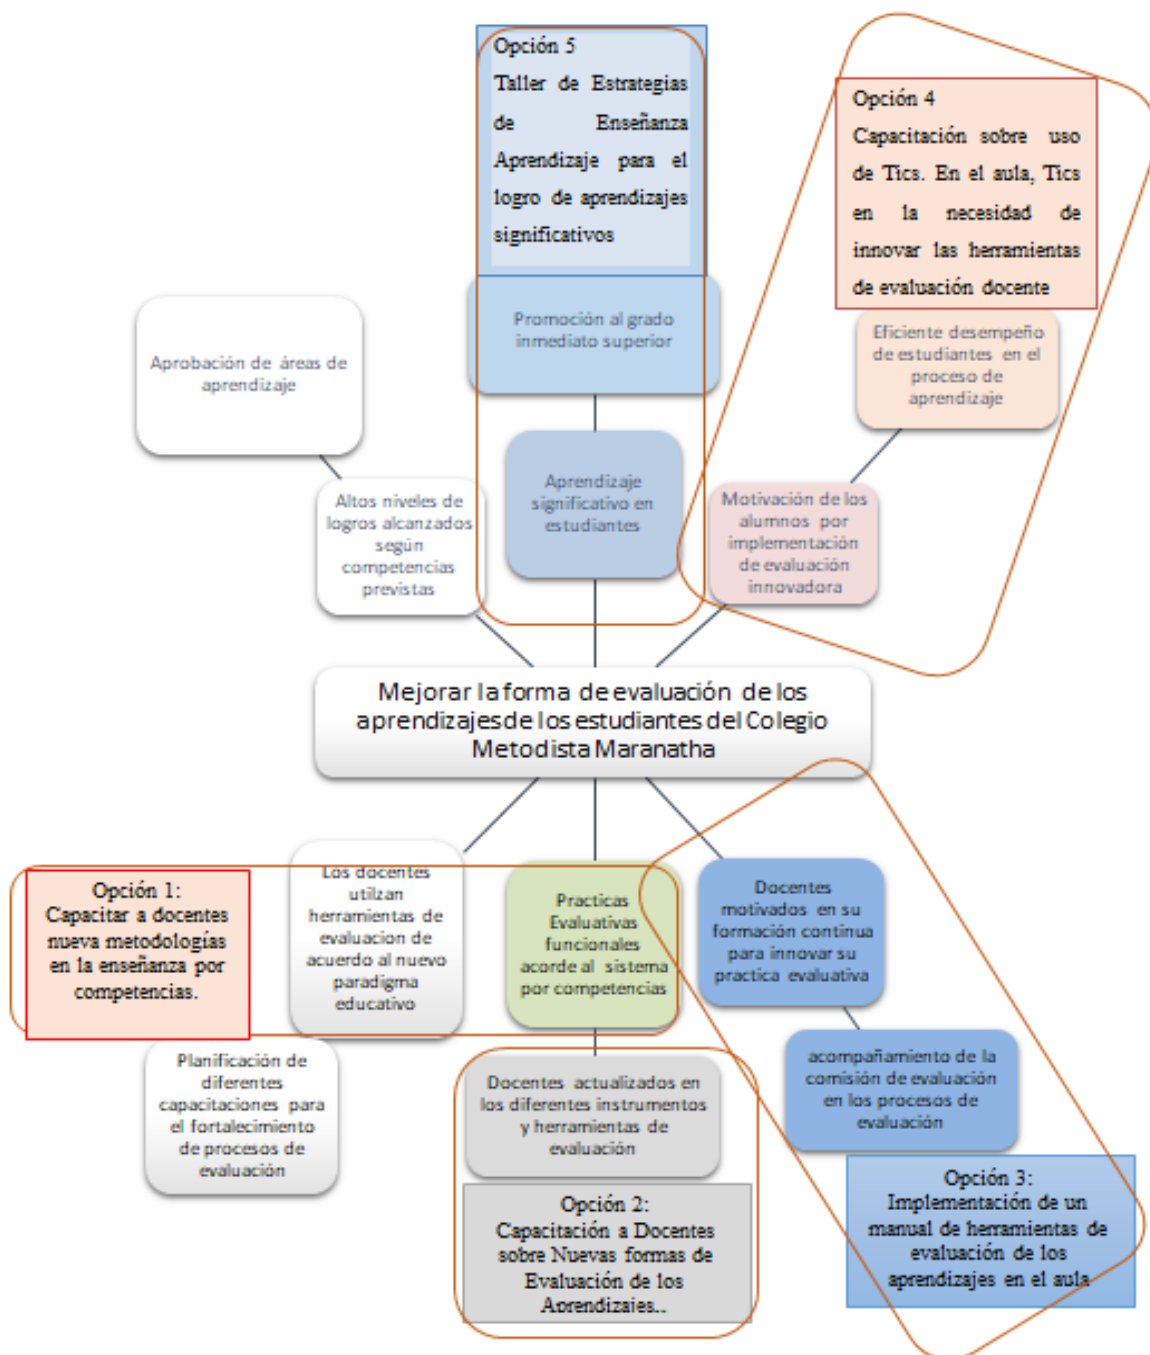 Opción 5
Taller de Estrategias
de Enseñanza
Aprendizaje para el
logro de aprendizajes
significativos
Opción 4
Capacitación sobre uso
de Tics. En el aula, Tics
en la necesidad de
innovar las herramientas
de evaluación docente
Promoción al grado
inmediato superior
Aprobación de áreas de
aprendizaje
Eficiente desempeño
de estudiantes en el
proceso de
aprendizaje
Altos niveles de
logros alcanzados
según
competencias
previstas
Aprendizaje
significativo en
estudiantes
Motivación de los
alumnos por
implementación
de evaluación
innovadora
Mejorar la forma de evaluación de los
aprendizajes de los estudiantes del Colegio
Metodista Maranatha
Opción 1:
Capacitar a docentes
nueva metodologías
en la enseñanza por
competencias.
Los docentes
utilzan
herramientas de
evaluacion de
acuerdo al nuevo
paradigma
educativo
Practicas
Evaluativas
funcionales
acorde al sistema
por competencias
Docentes
motivados en su
formación continua
para innovar su
practica evaluativa
Planificación de
diferentes
capacitaciones para
el fortalecimiento
de procesos de
evaluación
Docentes actualizados en
los diferentes instrumentos
y herramientas de
evaluación
acompañamiento de la
comisión de evaluación
en los procesos de
evaluación
Opción 2:
Capacitación a Docentes
sobre Nuevas formas de
Evaluación de los
Aprendizajes..
Opción 3:
Implementación de un
manual de herramientas de
evaluación de los
aprendizajes en el aula